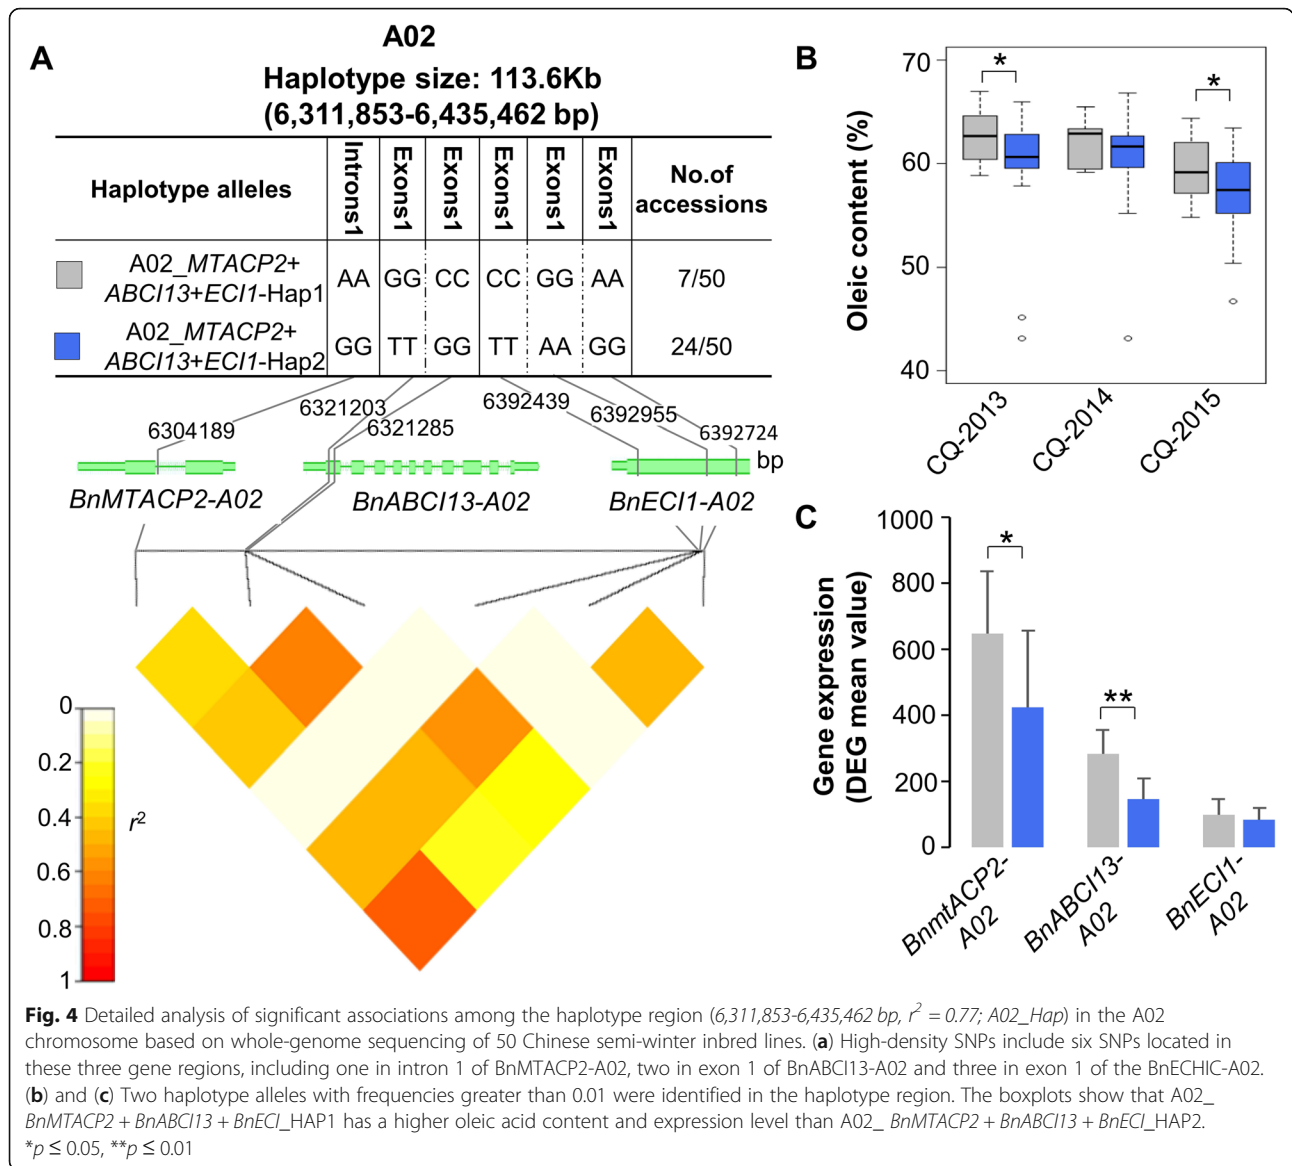 A
A02
Haplotype size: 113.6Kb
(6,311,853-6,435,462 bp)
Haplotype alleles
Introns1
Exons1
Exons1
Exons1
Exons1
Exons1
No.of
accessions
A02_MTACP2+
ABCI13+ECI1-Hap1
AA GG CC CC GG AA
7/50
A02_MTACP2+
ABCI13+ECI1-Hap2
GG TT GG TT AA GG
24/50
6304189
6321203
6321285
6392439
6392955
6392724
bp
BnMTACP2-A02
BnABCI13-A02
BnECI1-A02
0
0.2
0.4
0.6
0.8
1
r2
B
Oleic content (%)
70
60
50
40
*
*
CQ-2013
CQ-2014
CQ-2015
C
Gene expression
(DEG mean value)
1000
800
600
400
200
0
*
**
BnmtACP2-
A02
BnABCI13-
A02
BnECI1-
A02
Fig. 4 Detailed analysis of significant associations among the haplotype region (6,311,853-6,435,462 bp, r2 = 0.77; A02_Hap) in the A02
chromosome based on whole-genome sequencing of 50 Chinese semi-winter inbred lines. (a) High-density SNPs include six SNPs located in
these three gene regions, including one in intron 1 of BnMTACP2-A02, two in exon 1 of BnABCI13-A02 and three in exon 1 of the BnECHIC-A02.
(b) and (c) Two haplotype alleles with frequencies greater than 0.01 were identified in the haplotype region. The boxplots show that A02_
BnMTACP2 + BnABCI13 + BnECI_HAP1 has a higher oleic acid content and expression level than A02_ BnMTACP2 + BnABCI13 + BnECI_HAP2.
*p ≤ 0.05, **p ≤ 0.01